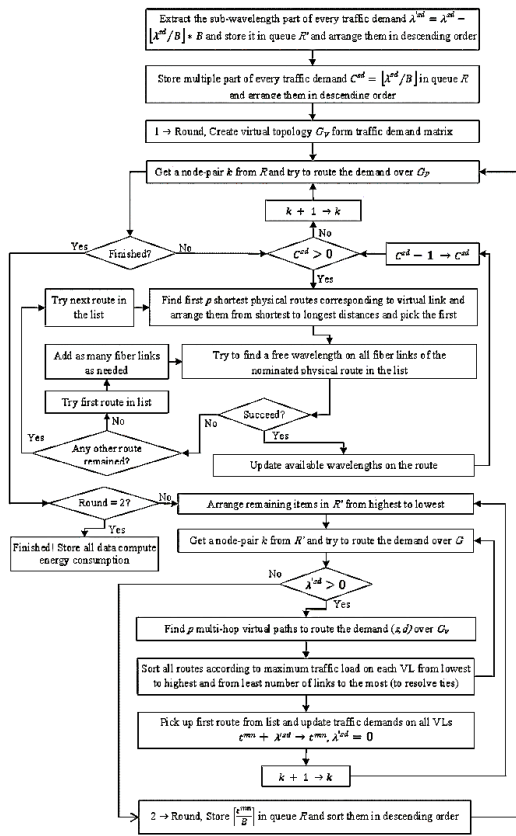 Extract the sub-wavelength part of every traffic demand λ'ˢᵈ = λˢᵈ −
⌊λˢᵈ/B⌋ * B and store it in queue R' and arrange them in descending order
Store multiple part of every traffic demand Cˢᵈ = ⌊λˢᵈ/B⌋ in queue R
and arrange them in descending order
1 → Round, Create virtual topology Gᵥ form traffic demand matrix
Get a node-pair k from R and try to route the demand over Gₚ
k + 1 → k
No
Yes
Finished?
No
Cˢᵈ > 0
Cˢᵈ − 1 → Cˢᵈ
Yes
Try next route in
the list
Find first p shortest physical routes corresponding to virtual link and
arrange them from shortest to longest distances and pick the first
Add as many fiber links
as needed
Try to find a free wavelength on all fiber links of the
nominated physical route in the list
Try first route in list
No
Succeed?
No
Yes
Yes
Any other route
remained?
Update available wavelengths on the route
Round = 2?
No
Arrange remaining items in R' from highest to lowest
Yes
Finished! Store all data compute
energy consumption
Get a node-pair k from R' and try to route the demand over G
No
λ'ˢᵈ > 0
Yes
Find p multi-hop virtual paths to route the demand (s,d) over Gᵥ
Sort all routes according to maximum traffic load on each VL from lowest
to highest and from least number of links to the most (to resolve ties)
Pick up first route from list and update traffic demands on all VLs
tᵐⁿ + λ'ˢᵈ → tᵐⁿ, λ'ˢᵈ = 0
k + 1 → k
2 → Round, Store ⌈tᵐⁿ/B⌉ in queue R and sort them in descending order